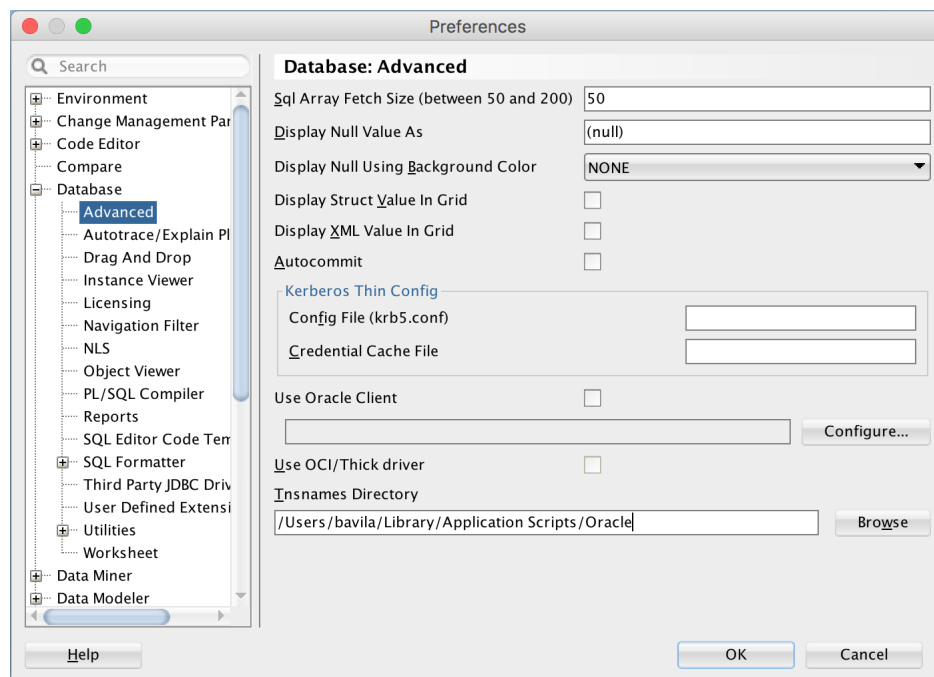 Preferences
Search
Environment
Change Management Par
Code Editor
Compare
Database
Advanced
Autotrace/Explain Pl
Drag And Drop
Instance Viewer
Licensing
Navigation Filter
NLS
Object Viewer
PL/SQL Compiler
Reports
SQL Editor Code Tem
SQL Formatter
Third Party JDBC Driv
User Defined Extensi
Utilities
Worksheet
Data Miner
Data Modeler
Database: Advanced
Sql Array Fetch Size (between 50 and 200) 50
Display Null Value As (null)
Display Null Using Background Color NONE
Display Struct Value In Grid
Display XML Value In Grid
Autocommit
Kerberos Thin Config
Config File (krb5.conf)
Credential Cache File
Use Oracle Client
Configure...
Use OCI/Thick driver
Tnsnames Directory
/Users/bavila/Library/Application Scripts/Oracle Browse
Help OK Cancel